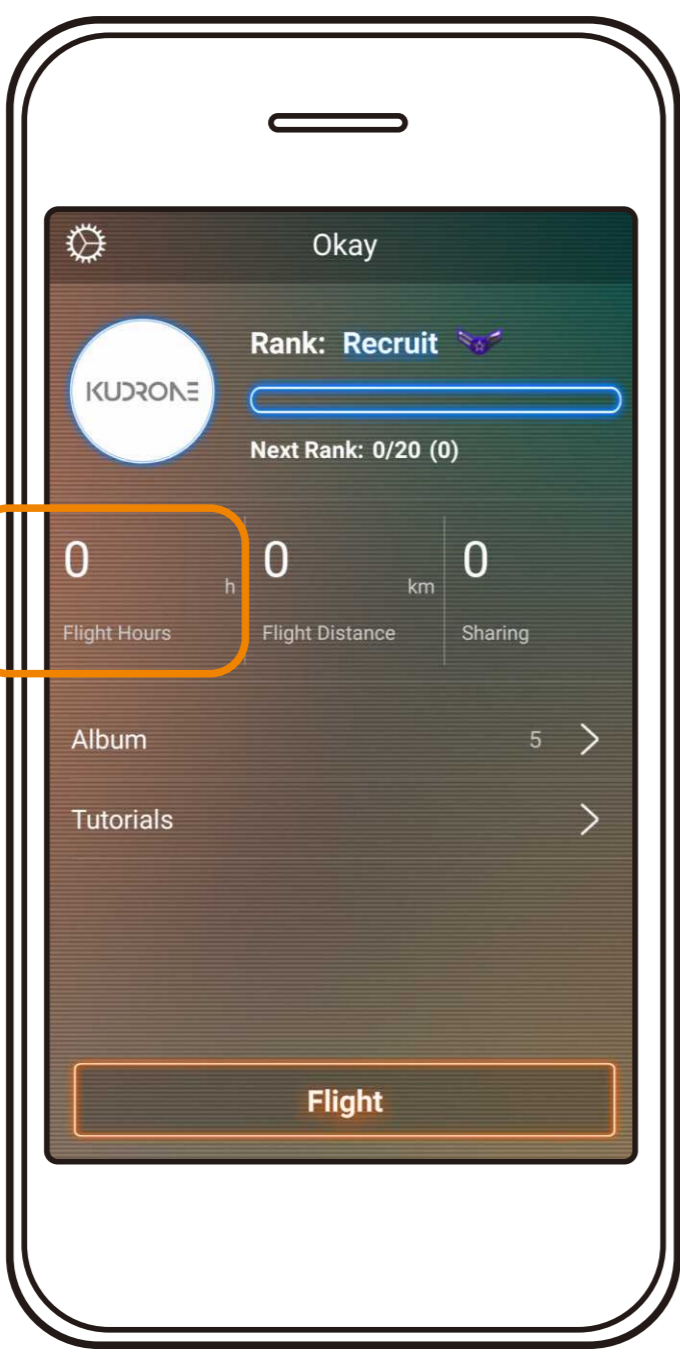 Okay
KUDRONE
Rank: Recruit
Next Rank: 0/20 (0)
0 h 0 km 0
Flight Hours Flight Distance Sharing
Album 5
Tutorials
Flight